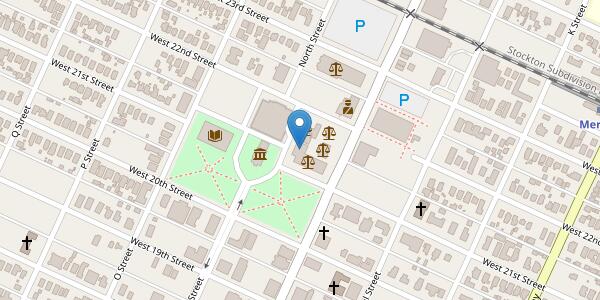 West 23rd Street
K Street
North Street
West 22nd Street
P
Stockton Subdivision
West 21st Street
P
Q Street
Mer
P Street
West 20th Street
West 22nd
West 19th Street
West 21st Street
O Street
Street
Street